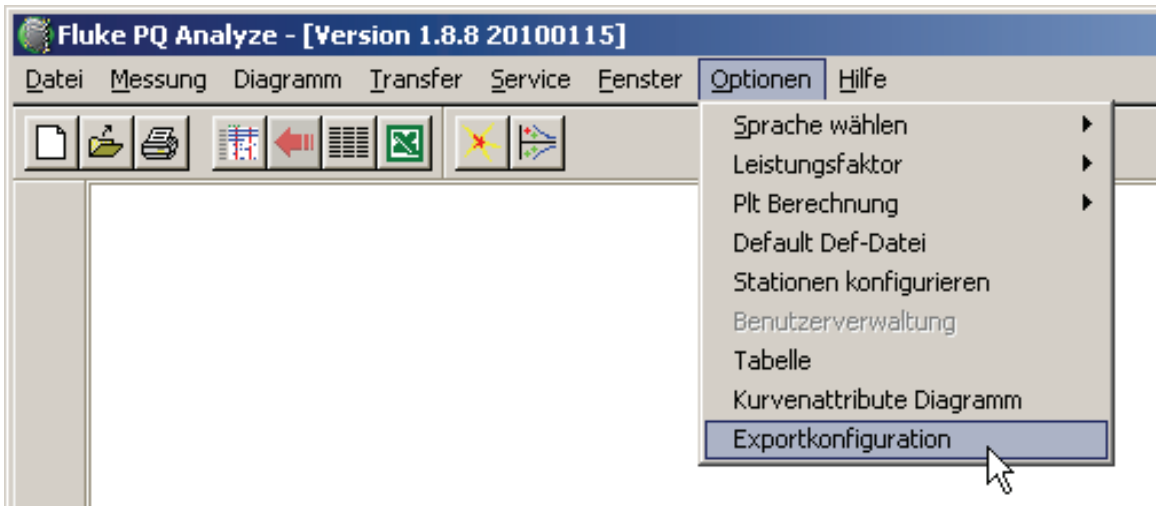 Fluke PQ Analyze - [Version 1.8.8 20100115]
Datei Messung Diagramm Transfer Service Fenster Optionen Hilfe
Sprache wählen
Leistungsfaktor
Plt Berechnung
Default Def-Datei
Stationen konfigurieren
Benutzerverwaltung
Tabelle
Kurvenattribute Diagramm
Exportkonfiguration